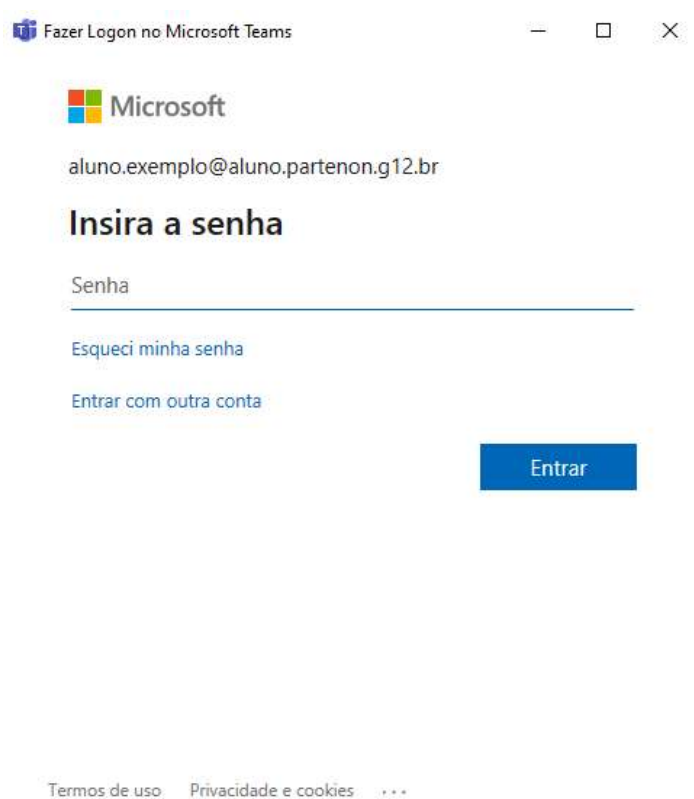 Fazer Logon no Microsoft Teams
Microsoft
aluno.exemplo@aluno.partenon.g12.br
Insira a senha
Senha
Esqueci minha senha
Entrar com outra conta
Entrar
Termos de uso Privacidade e cookies ...